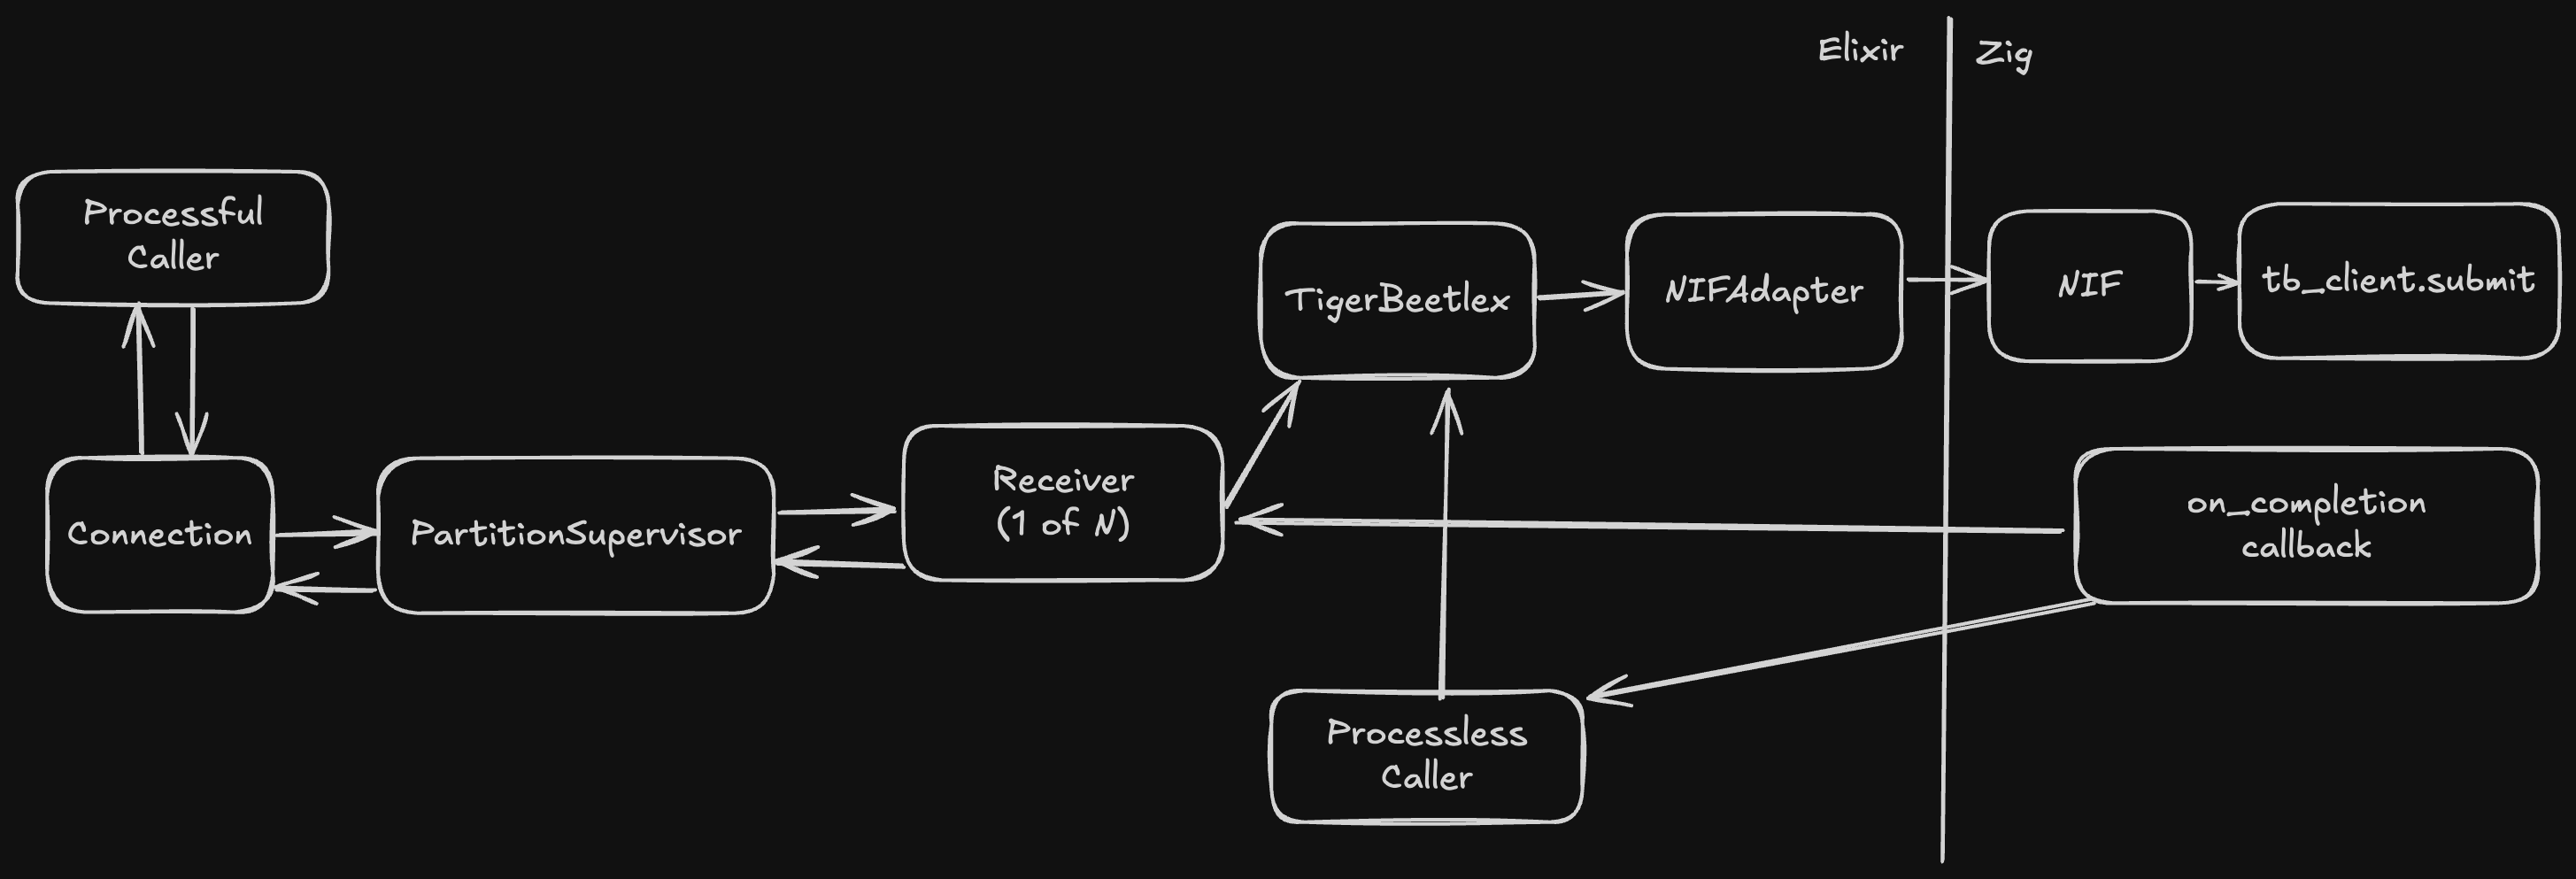 Elixir
Zig
Processful
Caller
TigerBeetlex
NIFAdapter
NIF
tb_client.submit
Connection
PartitionSupervisor
Receiver
(1 of N)
on_completion
callback
Processless
Caller